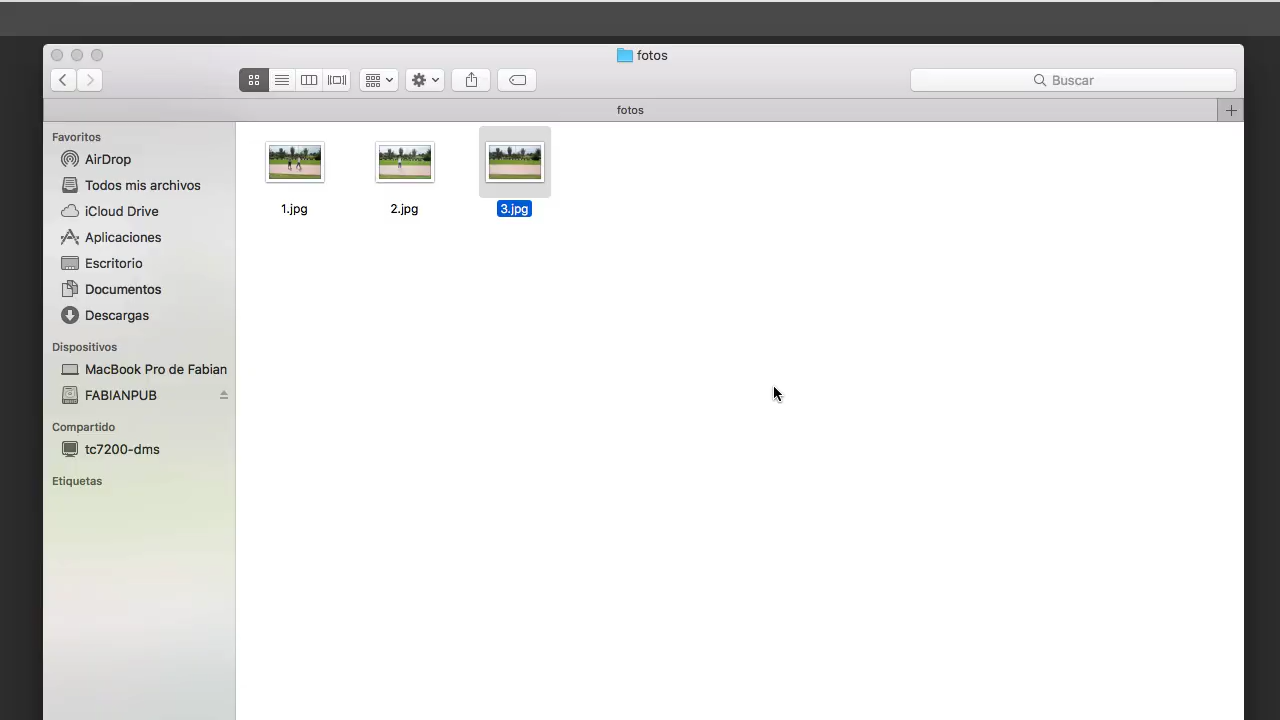 fotos
Buscar
fotos
Favoritos
AirDrop
Todos mis archivos
iCloud Drive
Aplicaciones
Escritorio
Documentos
Descargas
Dispositivos
MacBook Pro de Fabian
FABIANPUB
Compartido
tc7200-dms
Etiquetas
1.jpg
2.jpg
3.jpg